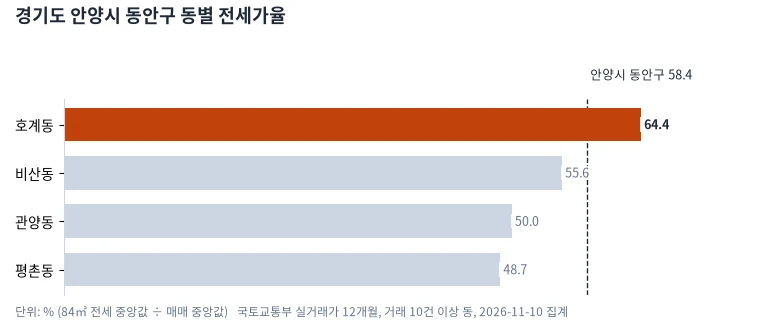 경기도 안양시 동안구 동별 전세가율
안양시 동안구 58.4
호계동 64.4
비산동 55.6
관양동 50.0
평촌동 48.7
단위: % (84㎡ 전세 중앙값 ÷ 매매 중앙값) 국토교통부 실거래가 12개월, 거래 10건 이상 동, 2026-11-10 집계